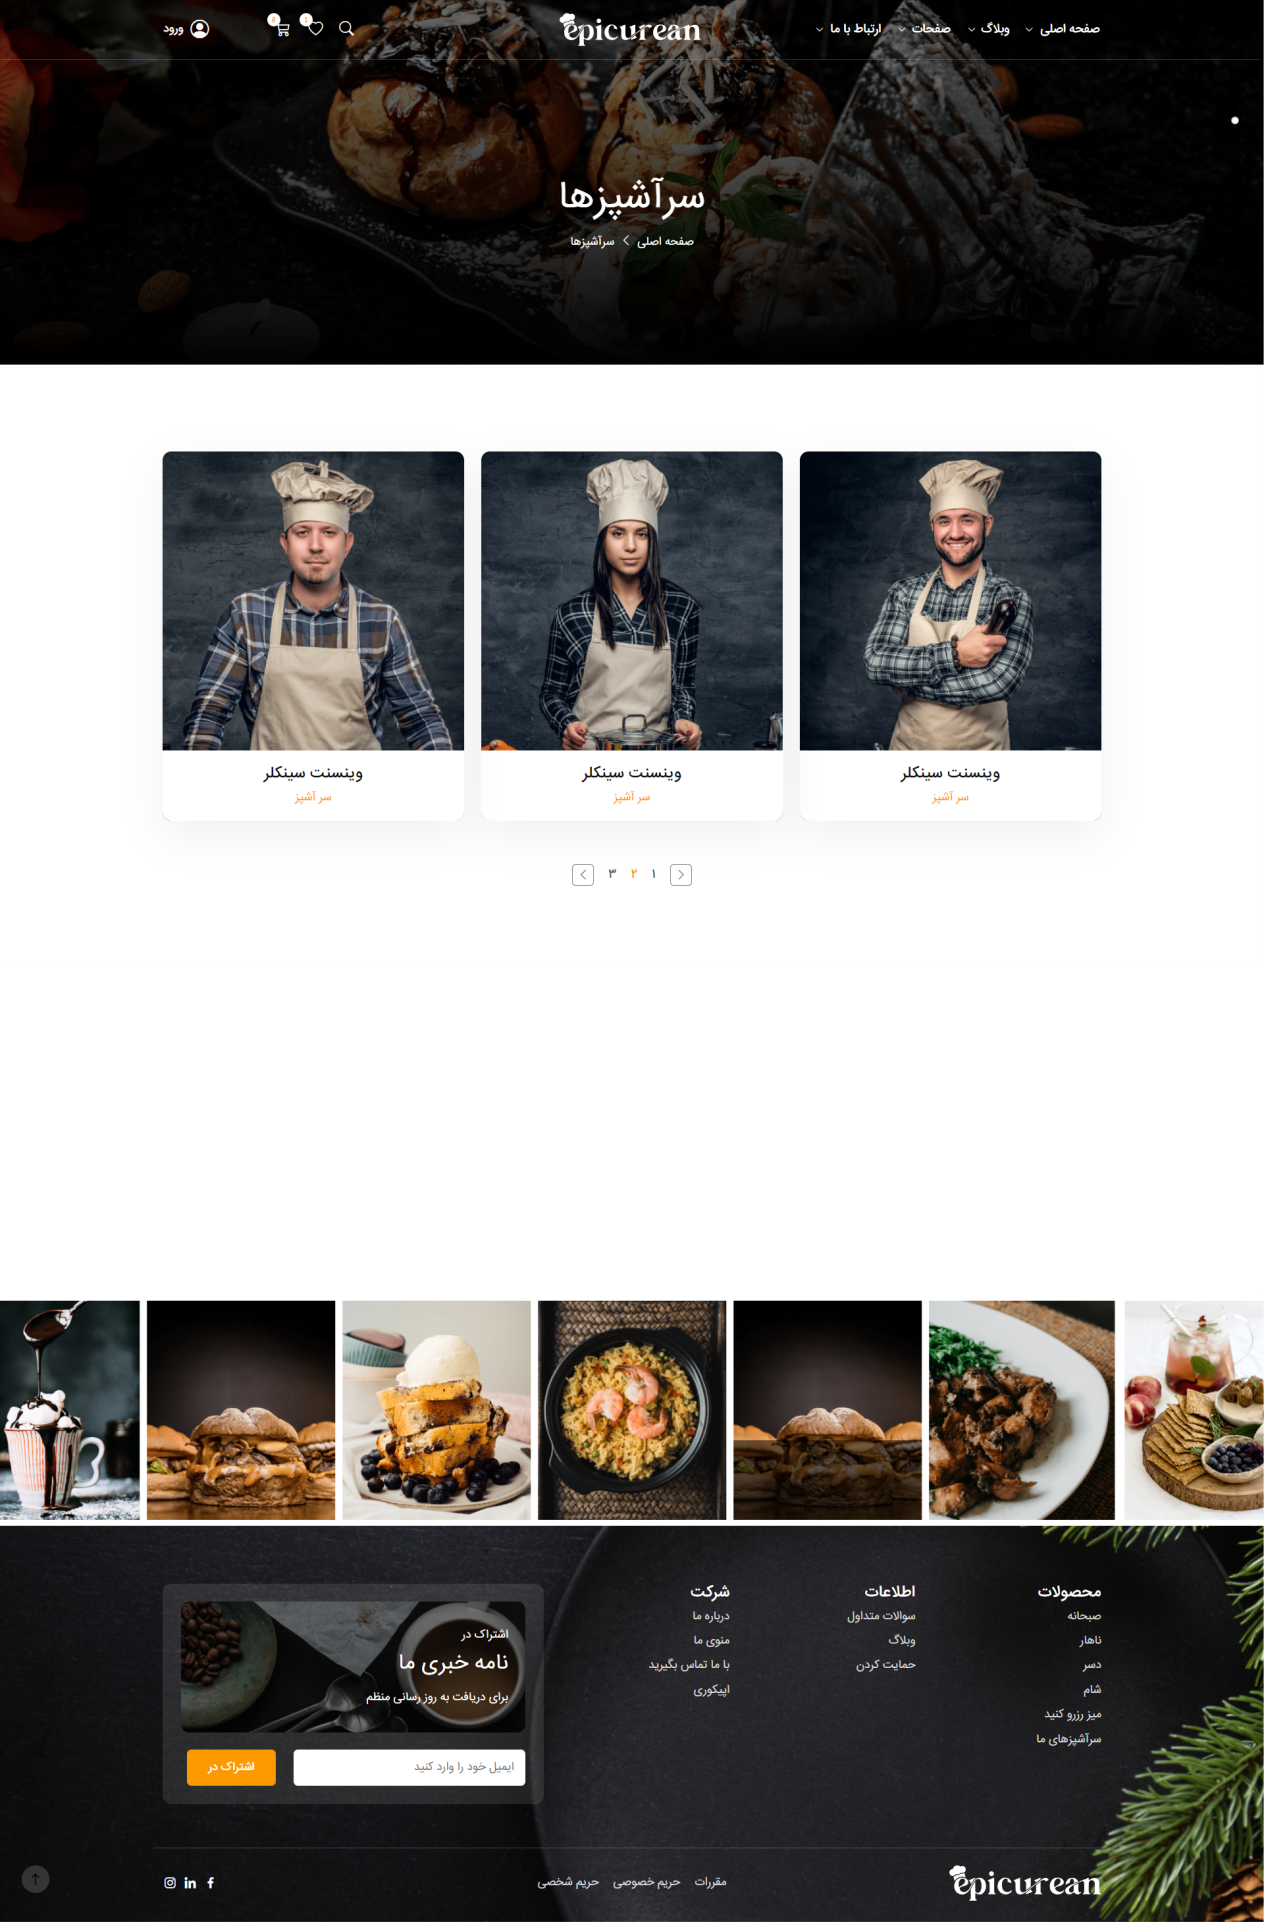 صفحه اصلی
وبلاگ
صفحات
ارتباط با ما
epicurean
ورود
سرآشپزها
صفحه اصلی
سرآشپزها
وینسنت سینکلر
سر آشپز
وینسنت سینکلر
سر آشپز
وینسنت سینکلر
سر آشپز
۱ ۲ ۳
محصولات
صبحانه
ناهار
دسر
شام
میز رزرو کنید
سرآشپزهای ما
اطلاعات
سوالات متداول
وبلاگ
حمایت کردن
شرکت
درباره ما
منوی ما
با ما تماس بگیرید
اپیکوری
اشتراک در
نامه خبری ما
برای دریافت به روز رسانی منظم
ایمیل خود را وارد کنید
اشتراک در
epicurean
مقررات
حریم خصوصی
حریم شخصی